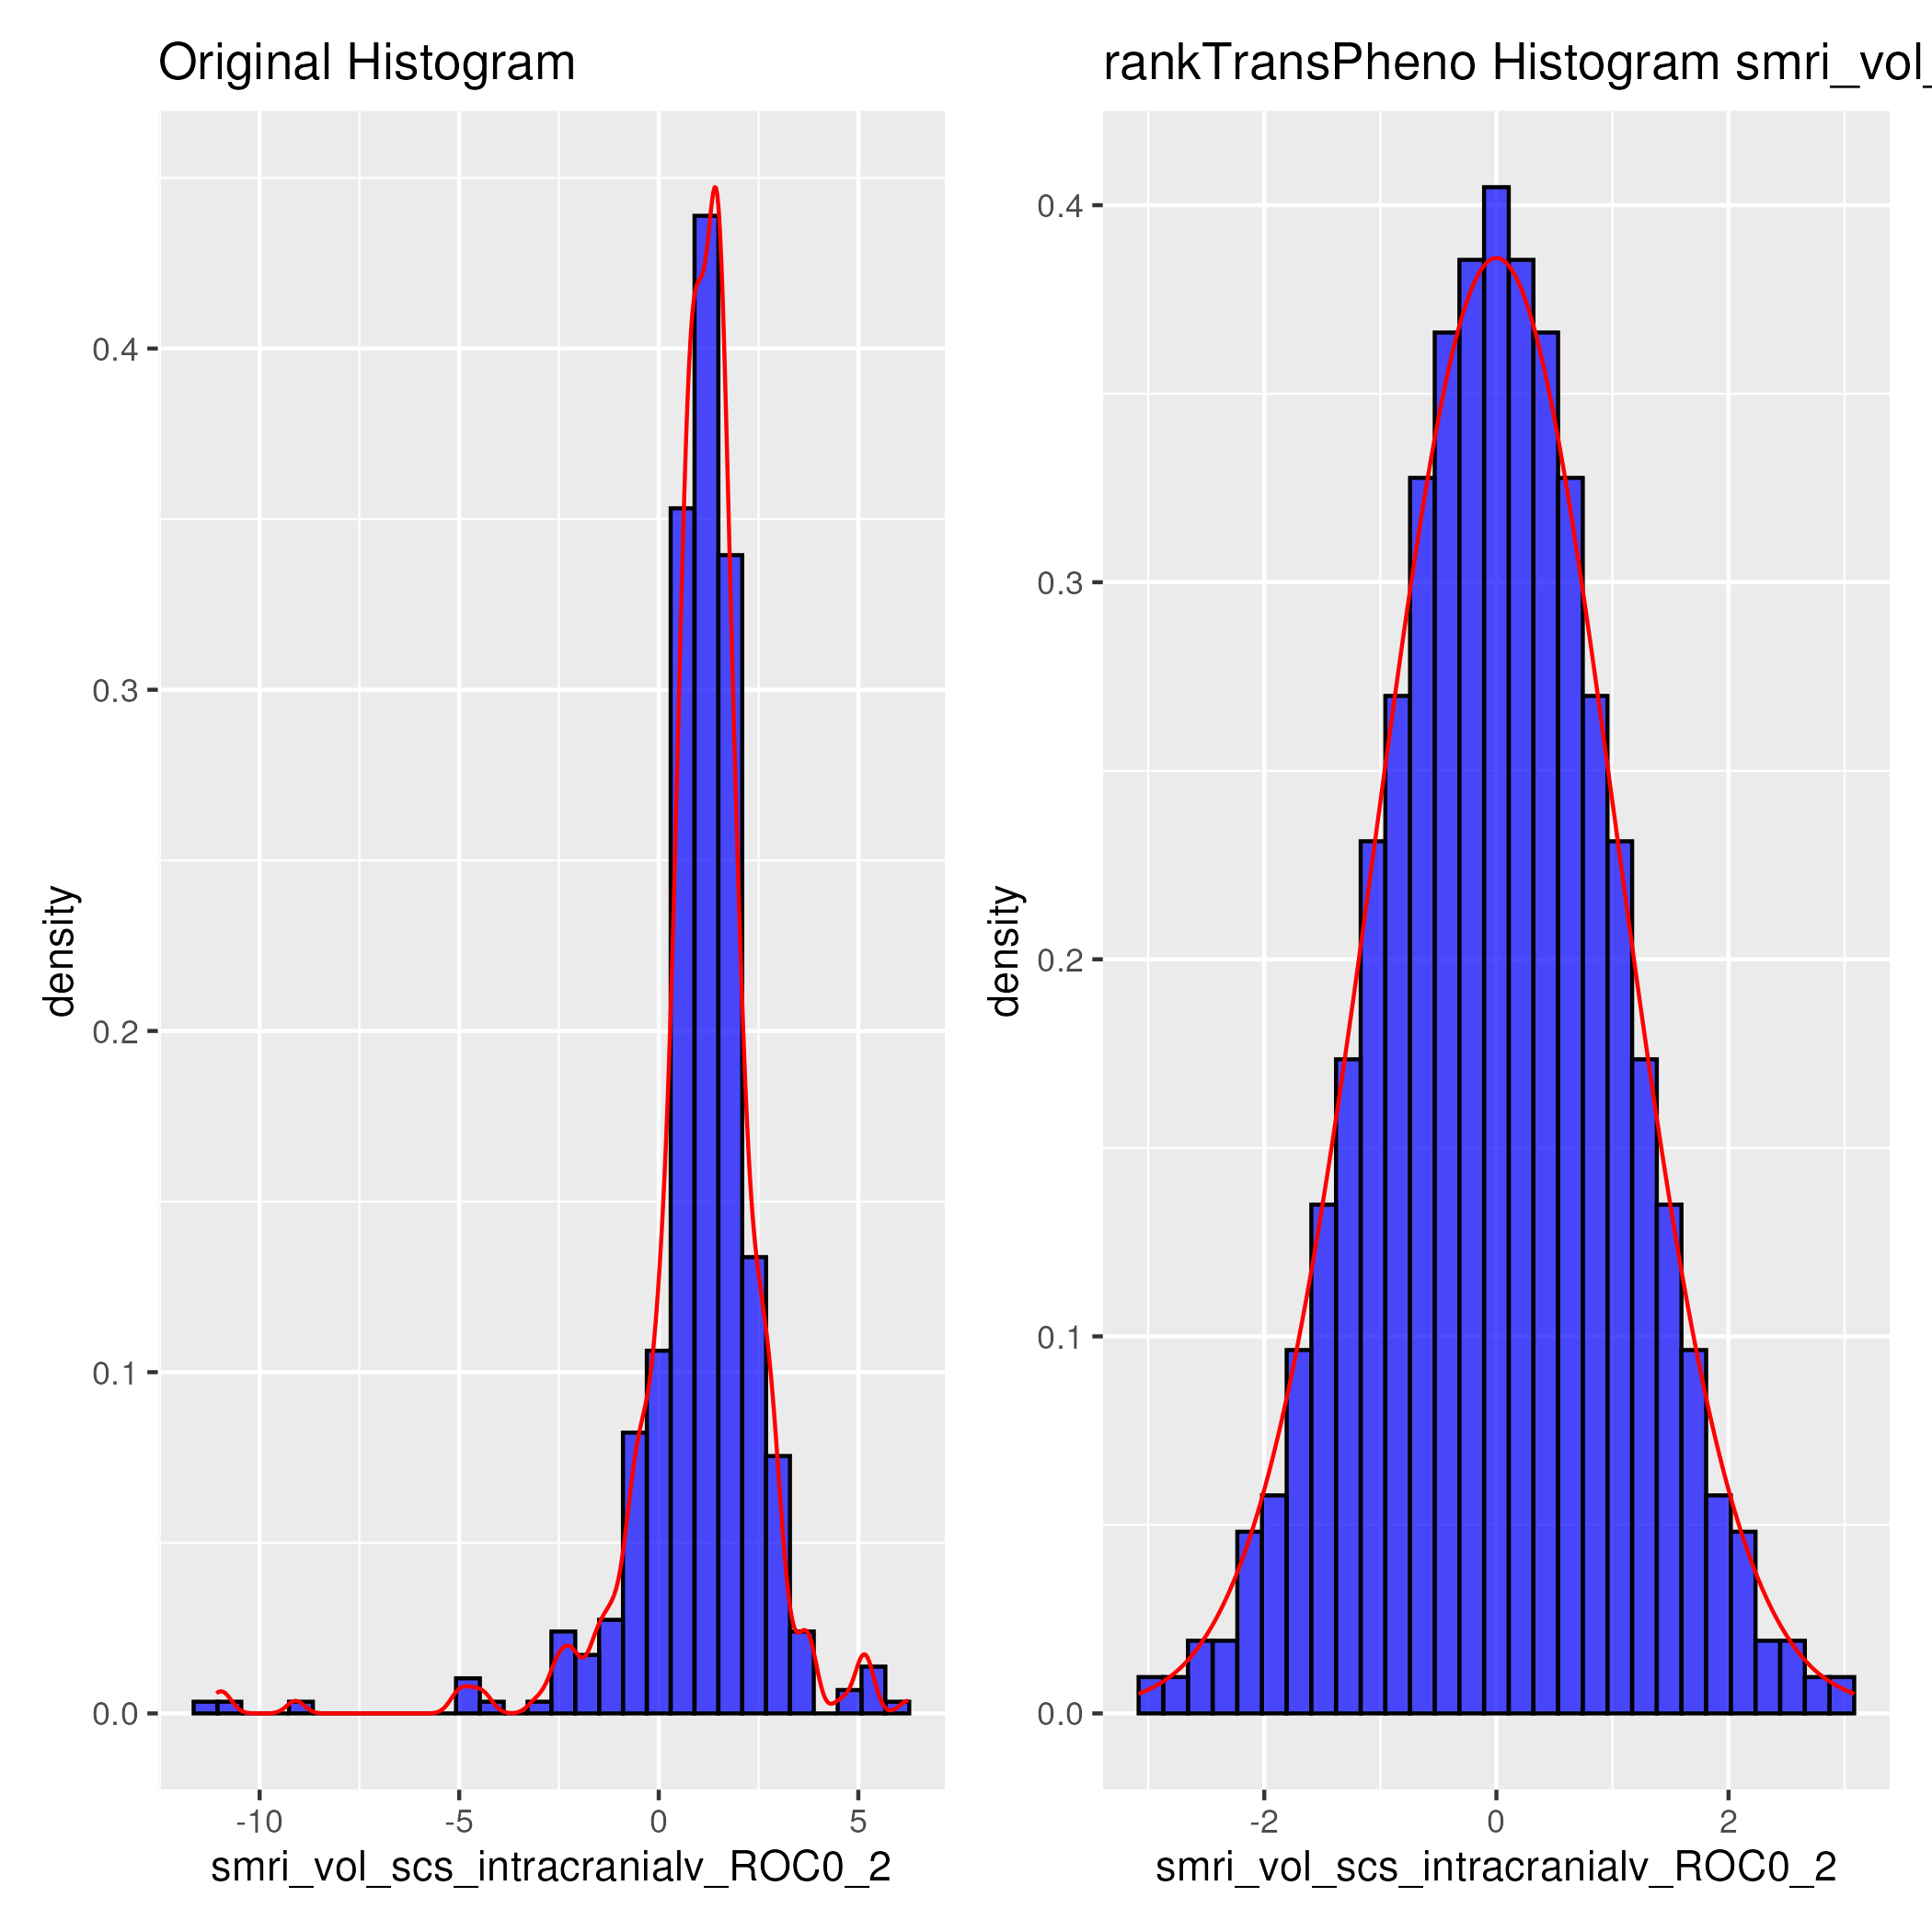 Original Histogram
0.4
0.3
0.2
0.1
0.0
density
-10 -5 0 5
smri_vol_scs_intracranialv_ROC0_2
rankTransPheno Histogram smri_vol_
0.4
0.3
0.2
0.1
0.0
density
-2 0 2
smri_vol_scs_intracranialv_ROC0_2